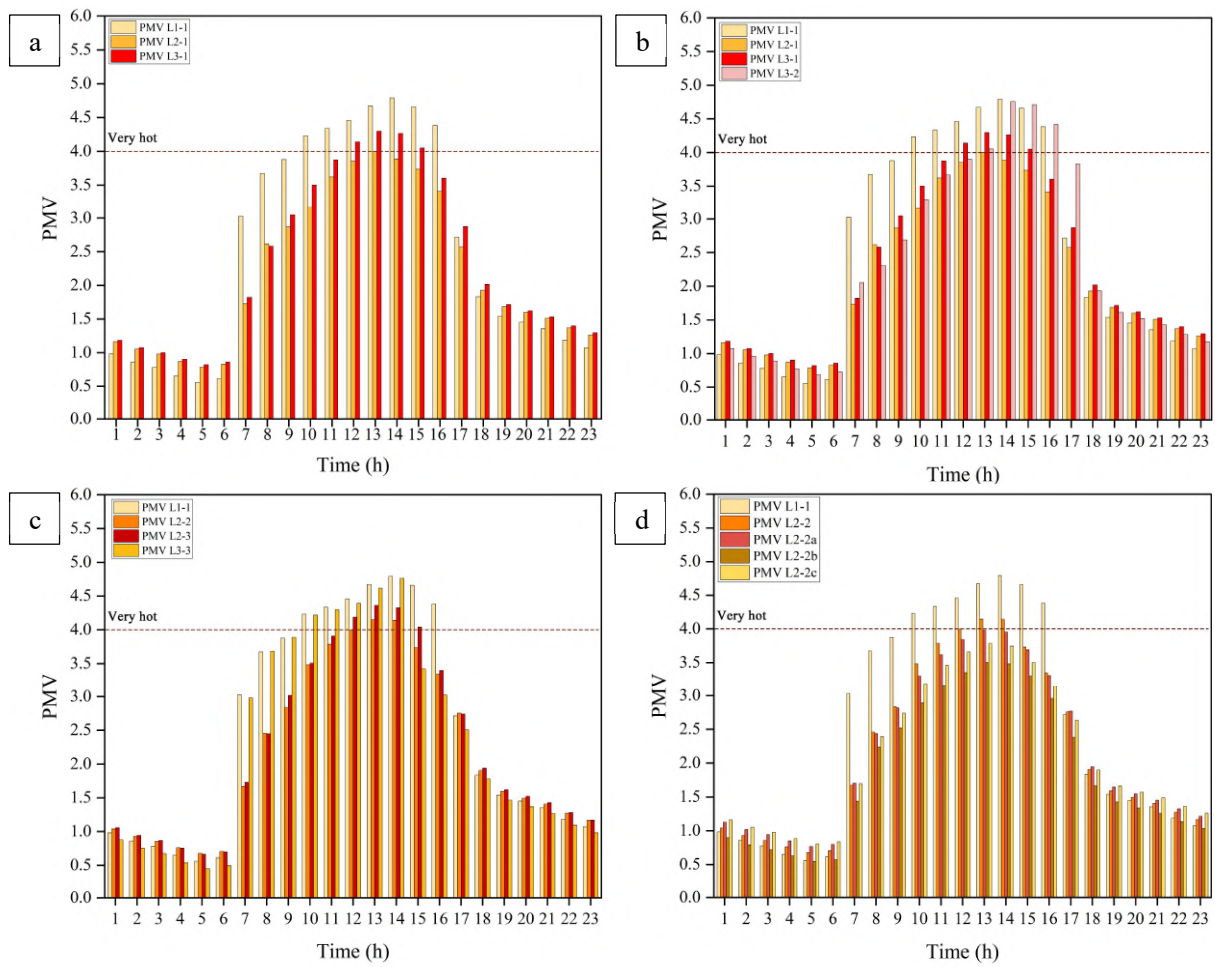 a
6.0
5.5
5.0
4.5
4.0
3.5
3.0
2.5
2.0
1.5
1.0
0.5
0.0
PMV
PMV L1-1
PMV L2-1
PMV L3-1
Very hot
1 2 3 4 5 6 7 8 9 10 11 12 13 14 15 16 17 18 19 20 21 22 23
Time (h)
b
6.0
5.5
5.0
4.5
4.0
3.5
3.0
2.5
2.0
1.5
1.0
0.5
0.0
PMV
PMV L1-1
PMV L2-1
PMV L3-1
PMV L3-2
Very hot
1 2 3 4 5 6 7 8 9 10 11 12 13 14 15 16 17 18 19 20 21 22 23
Time (h)
c
6.0
5.5
5.0
4.5
4.0
3.5
3.0
2.5
2.0
1.5
1.0
0.5
0.0
PMV
PMV L1-1
PMV L2-2
PMV L2-3
PMV L3-3
Very hot
1 2 3 4 5 6 7 8 9 10 11 12 13 14 15 16 17 18 19 20 21 22 23
Time (h)
d
6.0
5.5
5.0
4.5
4.0
3.5
3.0
2.5
2.0
1.5
1.0
0.5
0.0
PMV
PMV L1-1
PMV L2-2
PMV L2-2a
PMV L2-2b
PMV L2-2c
Very hot
1 2 3 4 5 6 7 8 9 10 11 12 13 14 15 16 17 18 19 20 21 22 23
Time (h)